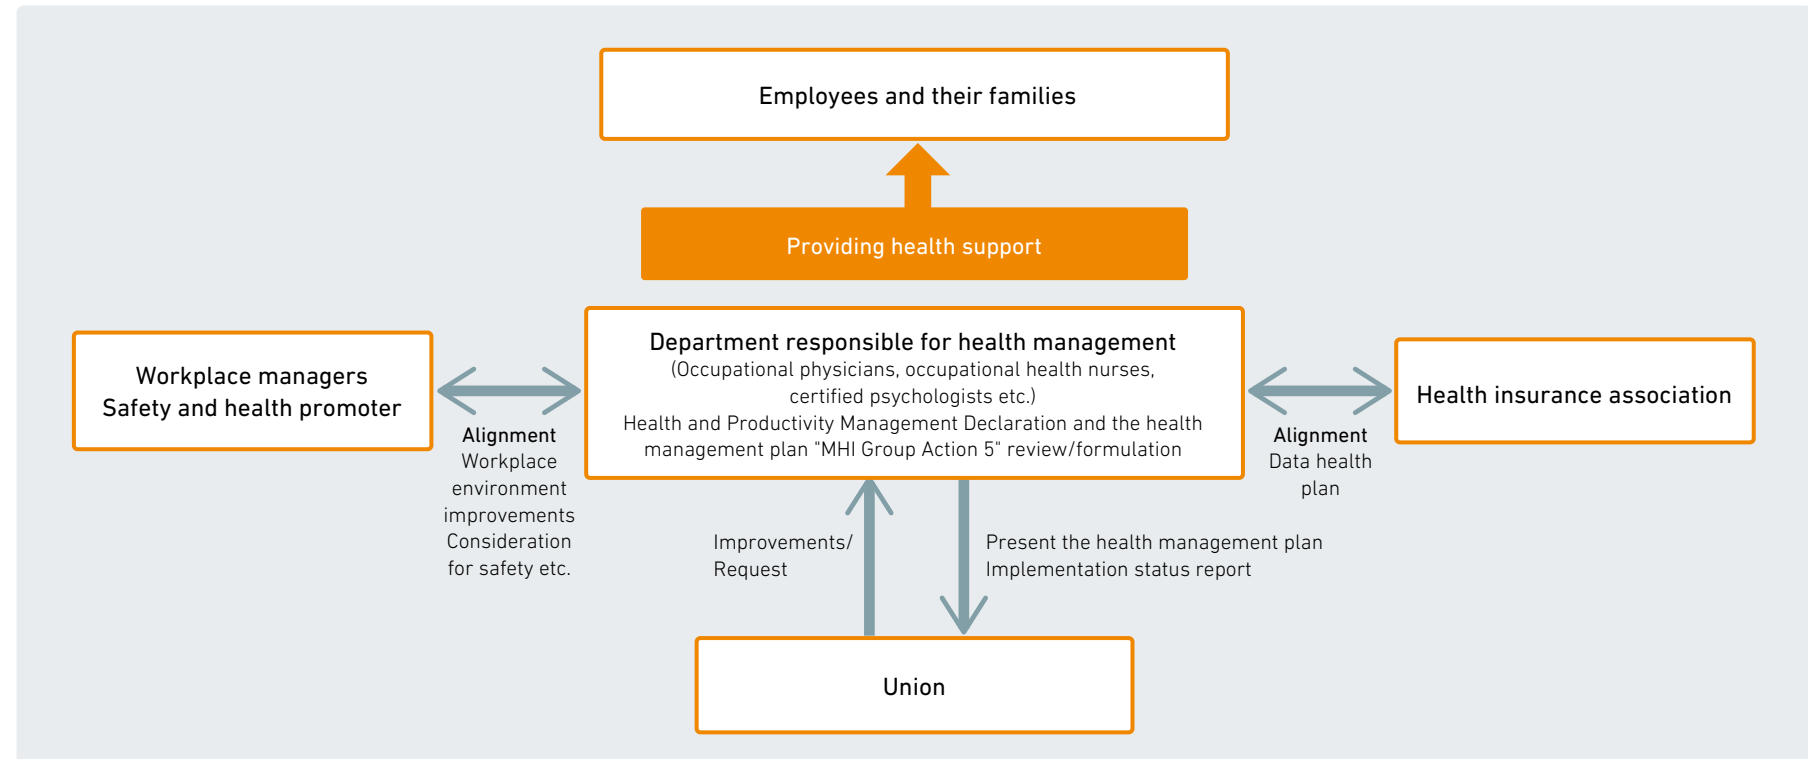 Employees and their families
Providing health support
Workplace managers
Safety and health promoter
Alignment
Workplace
environment
improvements
Consideration
for safety etc.
Department responsible for health management
(Occupational physicians, occupational health nurses,
certified psychologists etc.)
Health and Productivity Management Declaration and the health
management plan "MHI Group Action 5" review/formulation
Alignment
Data health
plan
Health insurance association
Improvements/
Request
Present the health management plan
Implementation status report
Union